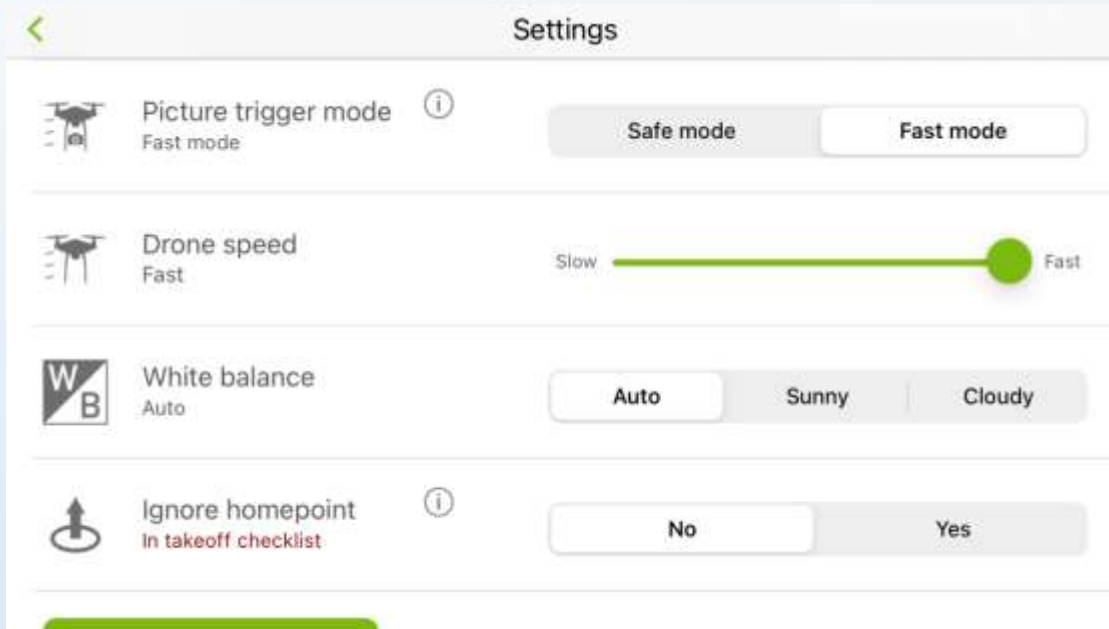 Settings
Picture trigger mode
Fast mode
Safe mode
Fast mode
Drone speed
Fast
Slow
Fast
W
B
White balance
Auto
Auto
Sunny
Cloudy
Ignore homepoint
In takeoff checklist
No
Yes